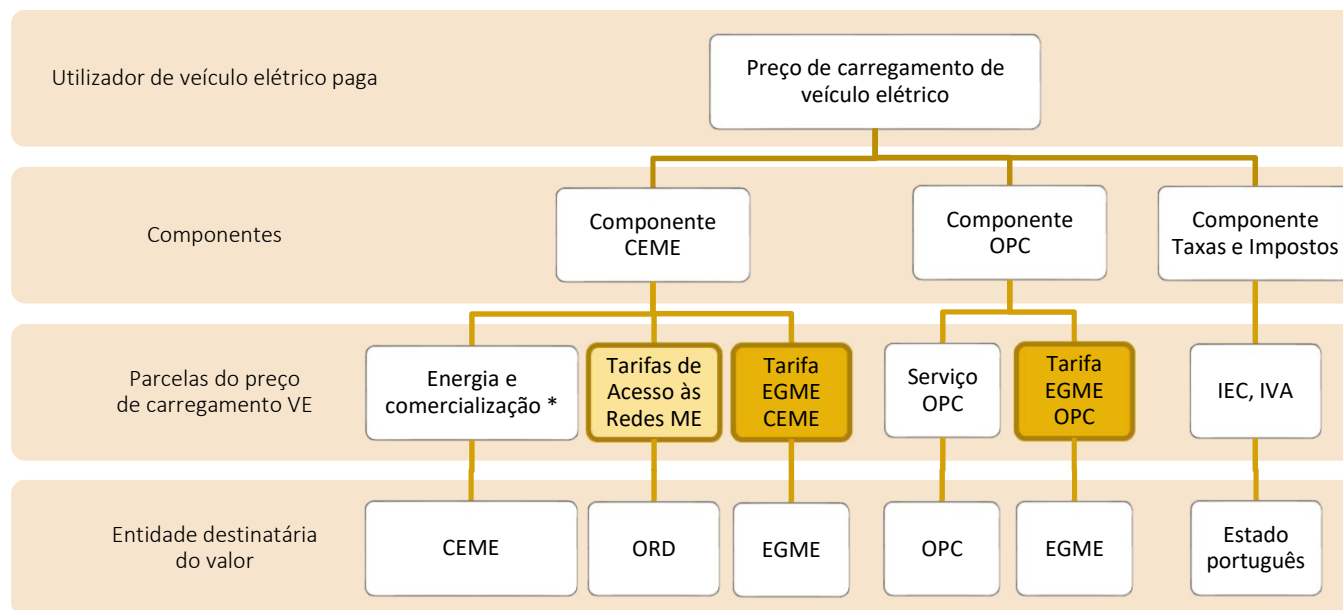 Utilizador de veículo elétrico paga
Preço de carregamento de
veículo elétrico
Componentes
Componente
CEME
Componente
OPC
Componente
Taxas e Impostos
Parcelas do preço
de carregamento VE
Energia e
comercialização *
Tarifas de
Acesso às
Redes ME
Tarifa
EGME
CEME
Serviço
OPC
Tarifa
EGME
OPC
IEC, IVA
Entidade destinatária
do valor
CEME
ORD
EGME
OPC
EGME
Estado
português